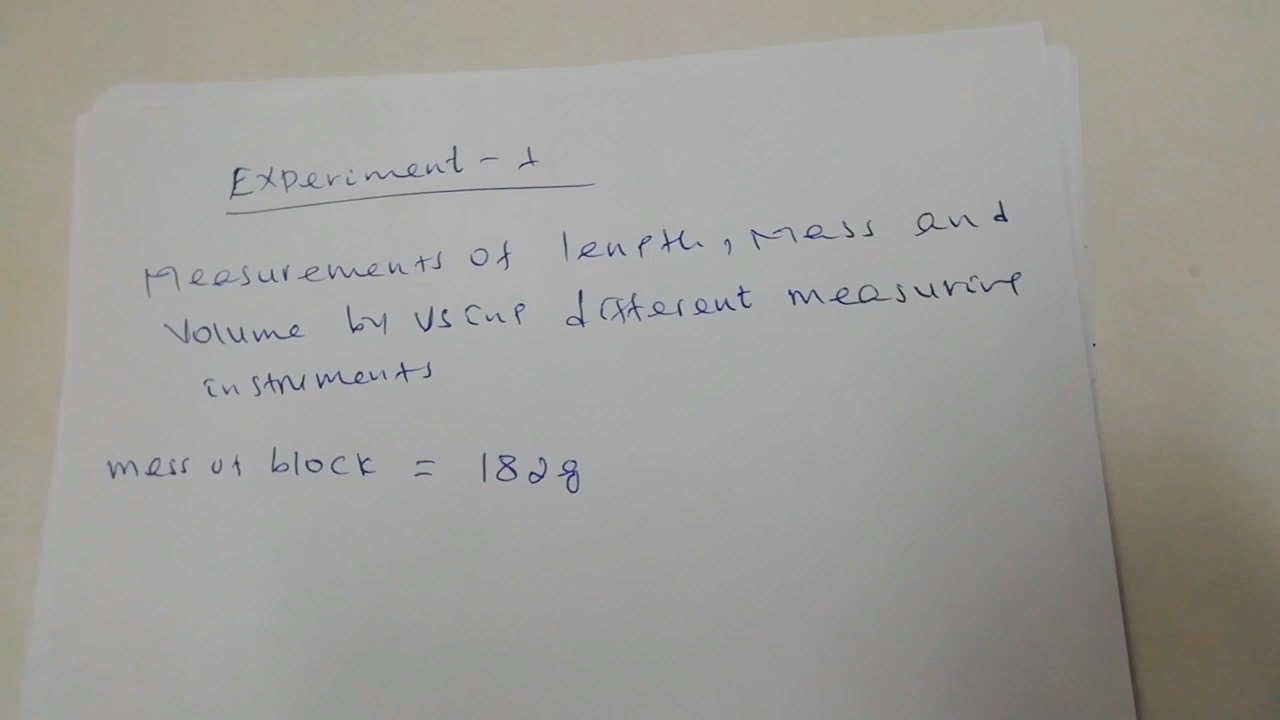 Experiment - 1
Measurements of length, Mass and
Volume by using different measuring
instruments
mass of block = 182g